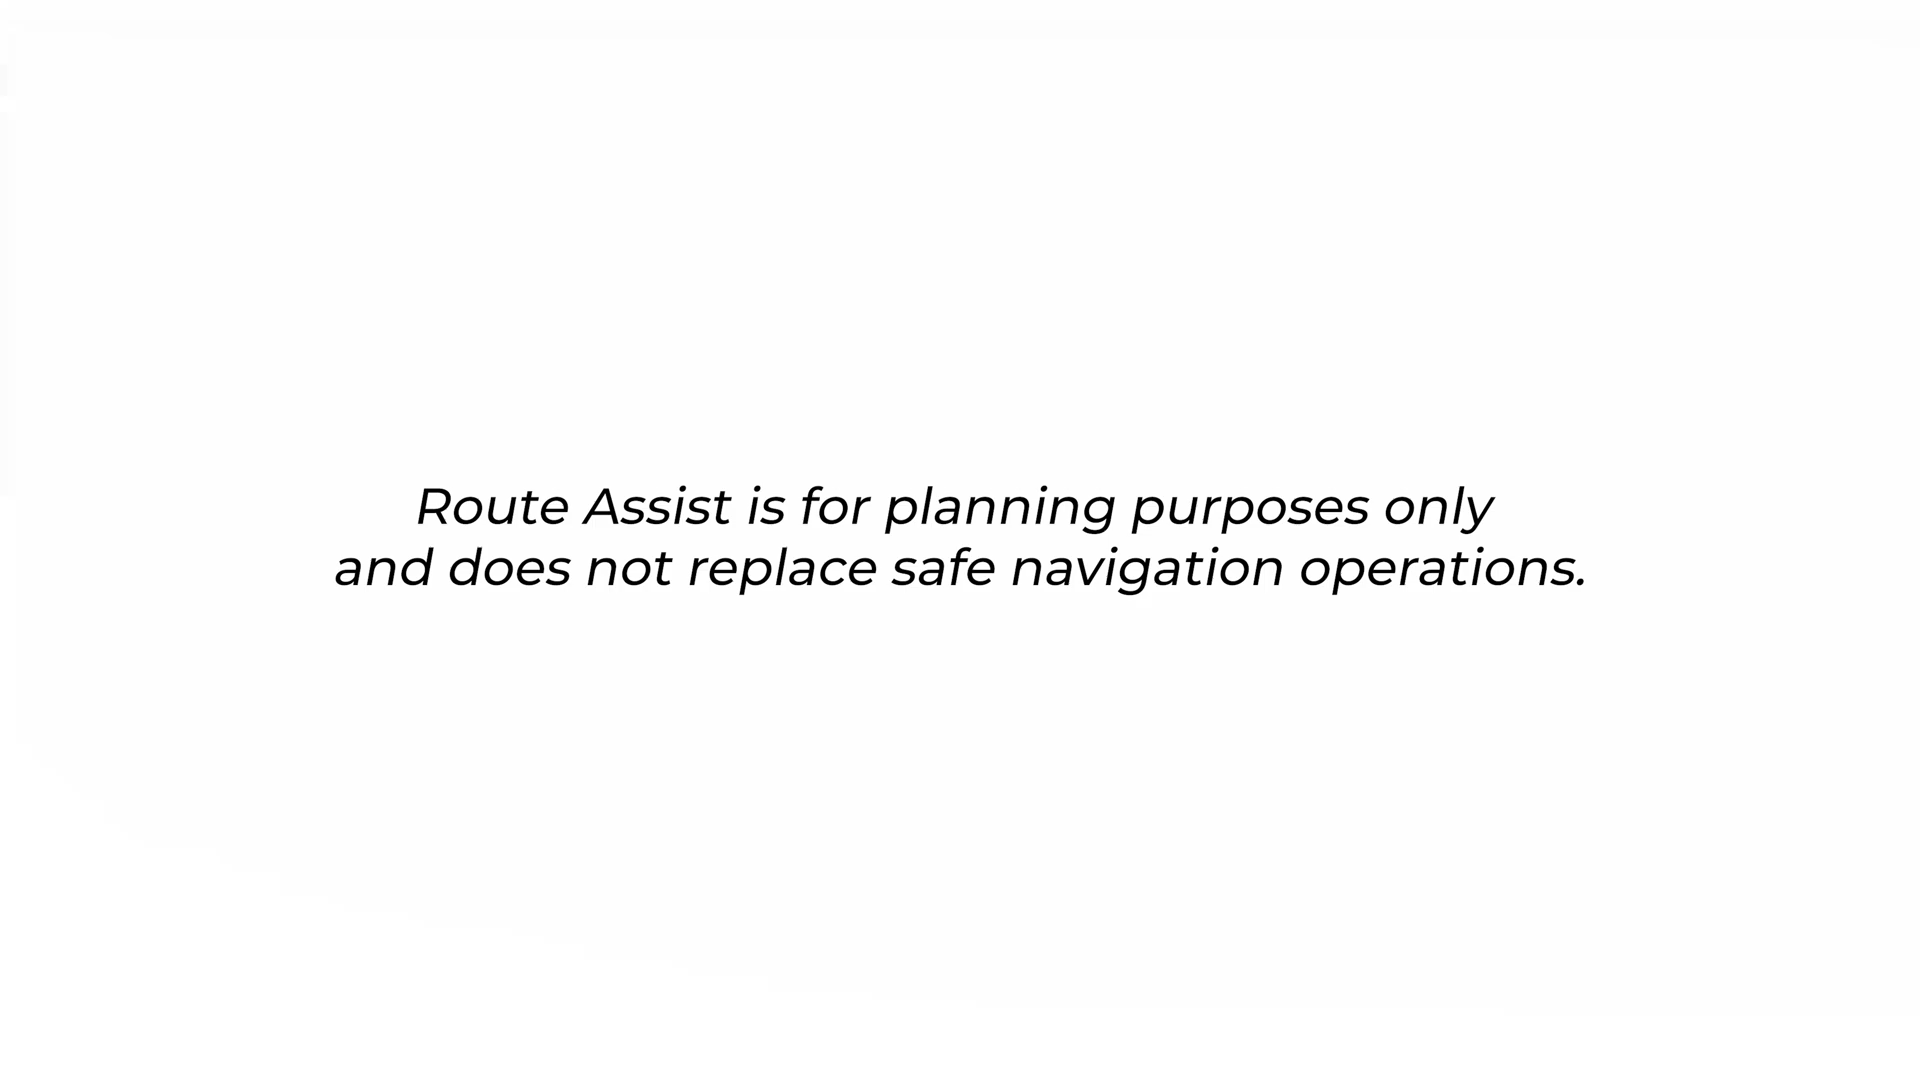 Route Assist is for planning purposes only
and does not replace safe navigation operations.